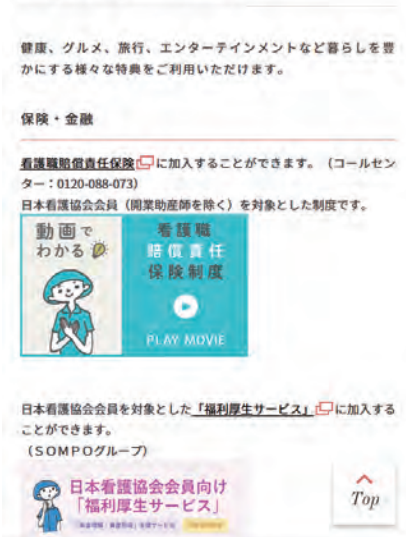 健康、グルメ、旅行、エンターテインメントなど暮らしを豊
かにする様々な特典をご利用いただけます。
保険・金融
看護職賠償責任保険に加入することができます。（コールセン
ター：0120-088-073）
日本看護協会会員（開業助産師を除く）を対象とした制度です。
動画で
わかる
看護職
賠償責任
保険制度
PLAY MOVIE
日本看護協会会員を対象とした「福利厚生サービス」に加入する
ことができます。
（ＳＯＭＰＯグループ）
日本看護協会会員向け
「福利厚生サービス」
Top